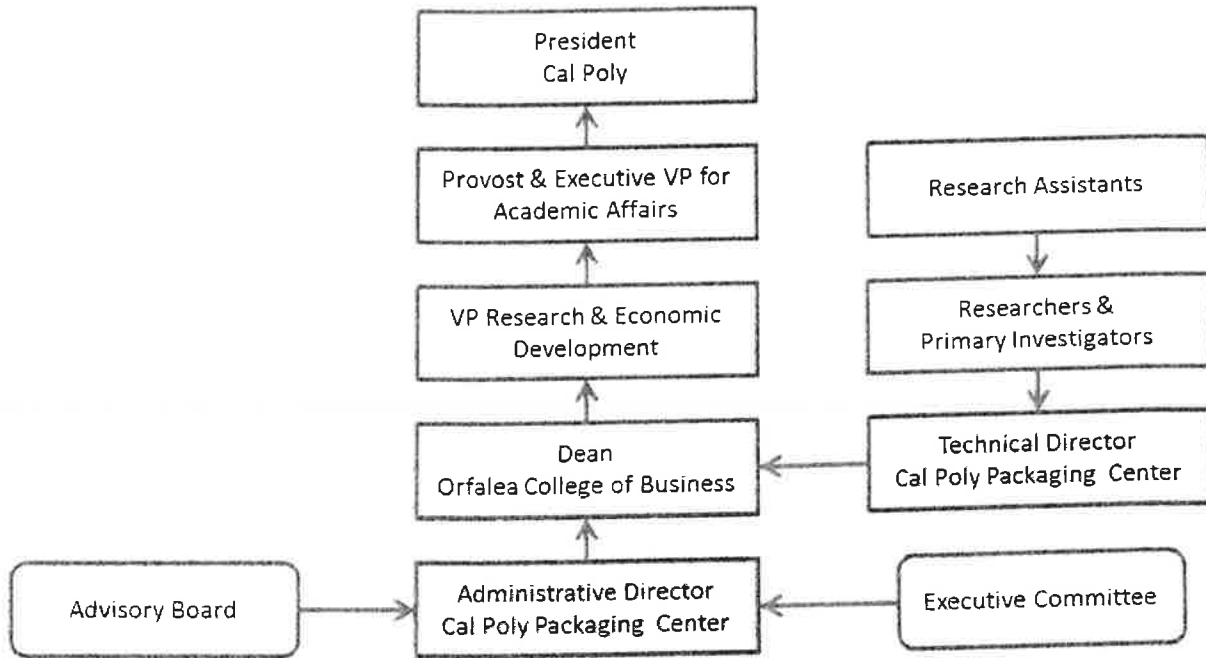 President
Cal Poly
Provost & Executive VP for
Academic Affairs
Research Assistants
VP Research & Economic
Development
Researchers &
Primary Investigators
Dean
Orfalea College of Business
Technical Director
Cal Poly Packaging Center
Advisory Board
Administrative Director
Cal Poly Packaging Center
Executive Committee